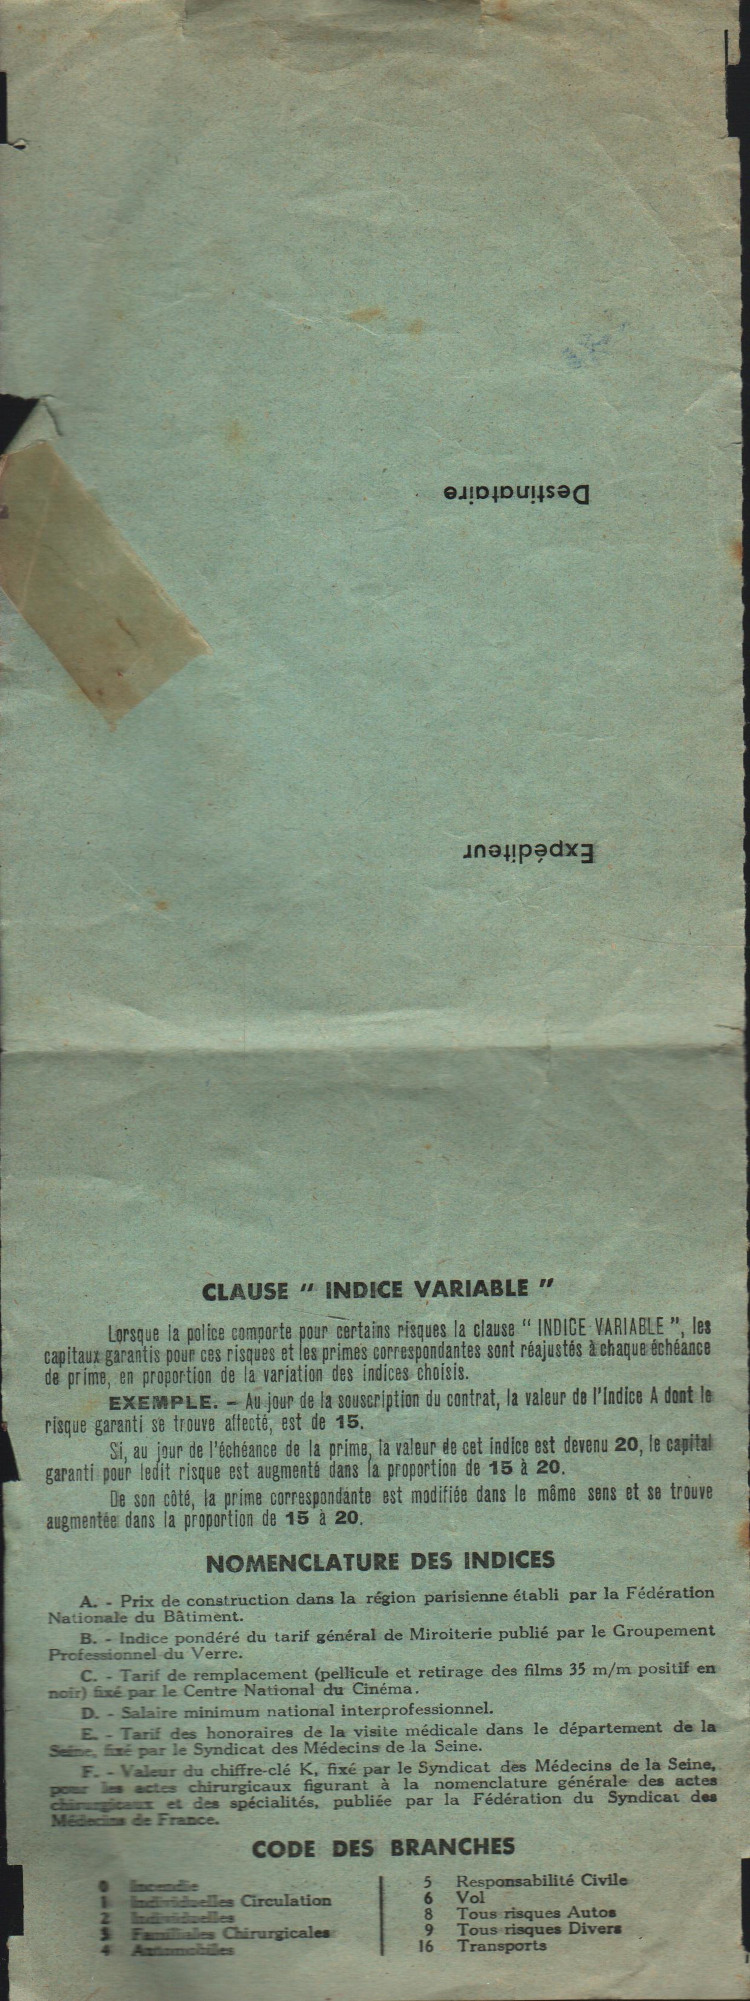 Destinataire
Expéditeur
CLAUSE “ INDICE VARIABLE ”
Lorsque la police comporte pour certains risques la clause “ INDICE VARIABLE ”, les
capitaux garantis pour ces risques et les primes correspondantes sont réajustés à chaque échéance
de prime, en proportion de la variation des indices choisis.
EXEMPLE. – Au jour de la souscription du contrat, la valeur de l'Indice A dont le
risque garanti se trouve affecté, est de 15.
Si, au jour de l'échéance de la prime, la valeur de cet indice est devenu 20, le capital
garanti pour ledit risque est augmenté dans la proportion de 15 à 20.
De son côté, la prime correspondante est modifiée dans le même sens et se trouve
augmentée dans la proportion de 15 à 20.
NOMENCLATURE DES INDICES
A. - Prix de construction dans la région parisienne établi par la Fédération
Nationale du Bâtiment.
B. - Indice pondéré du tarif général de Miroiterie publié par le Groupement
Professionnel du Verre.
C. - Tarif de remplacement (pellicule et retirage des films 35 m/m positif en
noir) fixé par le Centre National du Cinéma.
D. - Salaire minimum national interprofessionnel.
E. - Tarif des honoraires de la visite médicale dans le département de la
Seine, fixé par le Syndicat des Médecins de la Seine.
F. - Valeur du chiffre-clé K, fixé par le Syndicat des Médecins de la Seine,
pour les actes chirurgicaux figurant à la nomenclature générale des actes
chirurgicaux et des spécialités, publiée par la Fédération du Syndicat des
Médecins de France.
CODE DES BRANCHES
0 Incendie
1 Individuelles Circulation
2 Individuelles
3 Familiales Chirurgicales
4 Automobiles
5 Responsabilité Civile
6 Vol
8 Tous risques Autos
9 Tous risques Divers
16 Transports